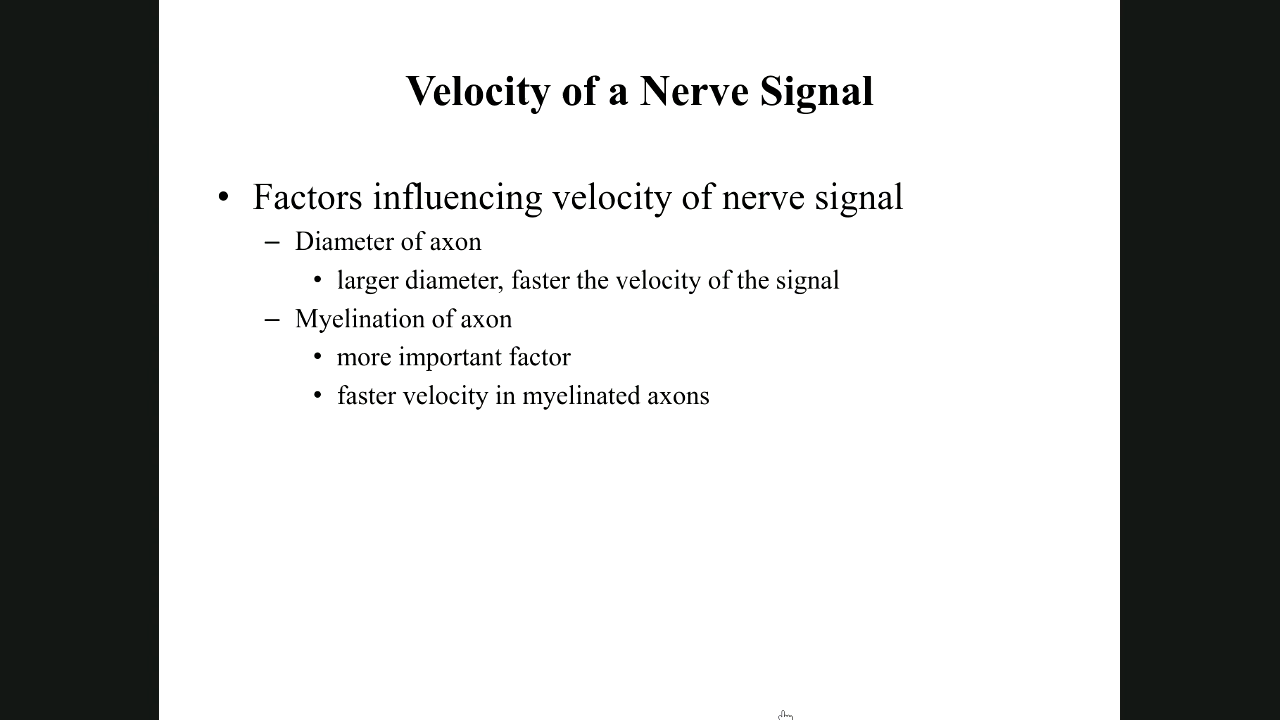 Velocity of a Nerve Signal
• Factors influencing velocity of nerve signal
– Diameter of axon
• larger diameter, faster the velocity of the signal
– Myelination of axon
• more important factor
• faster velocity in myelinated axons